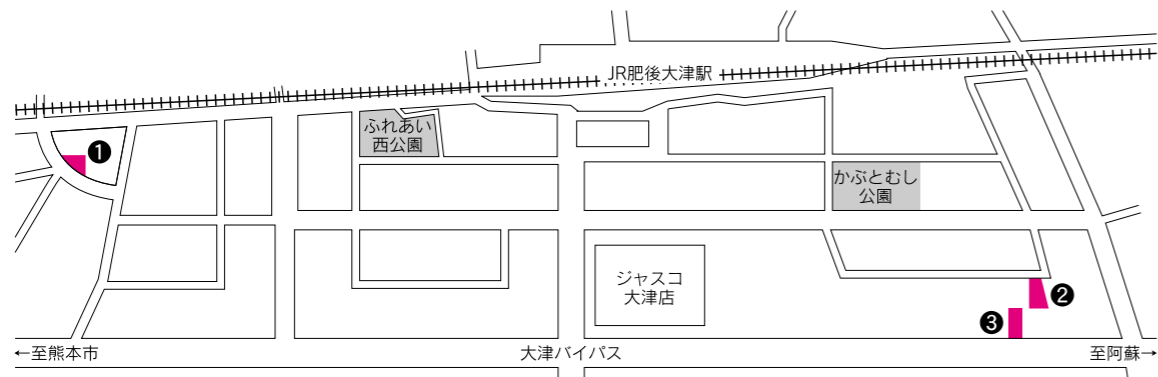 JR肥後大津駅
ふれあい
西公園
❶
かぶとむし
公園
ジャスコ
大津店
❷
❸
←至熊本市
大津バイパス
至阿蘇→